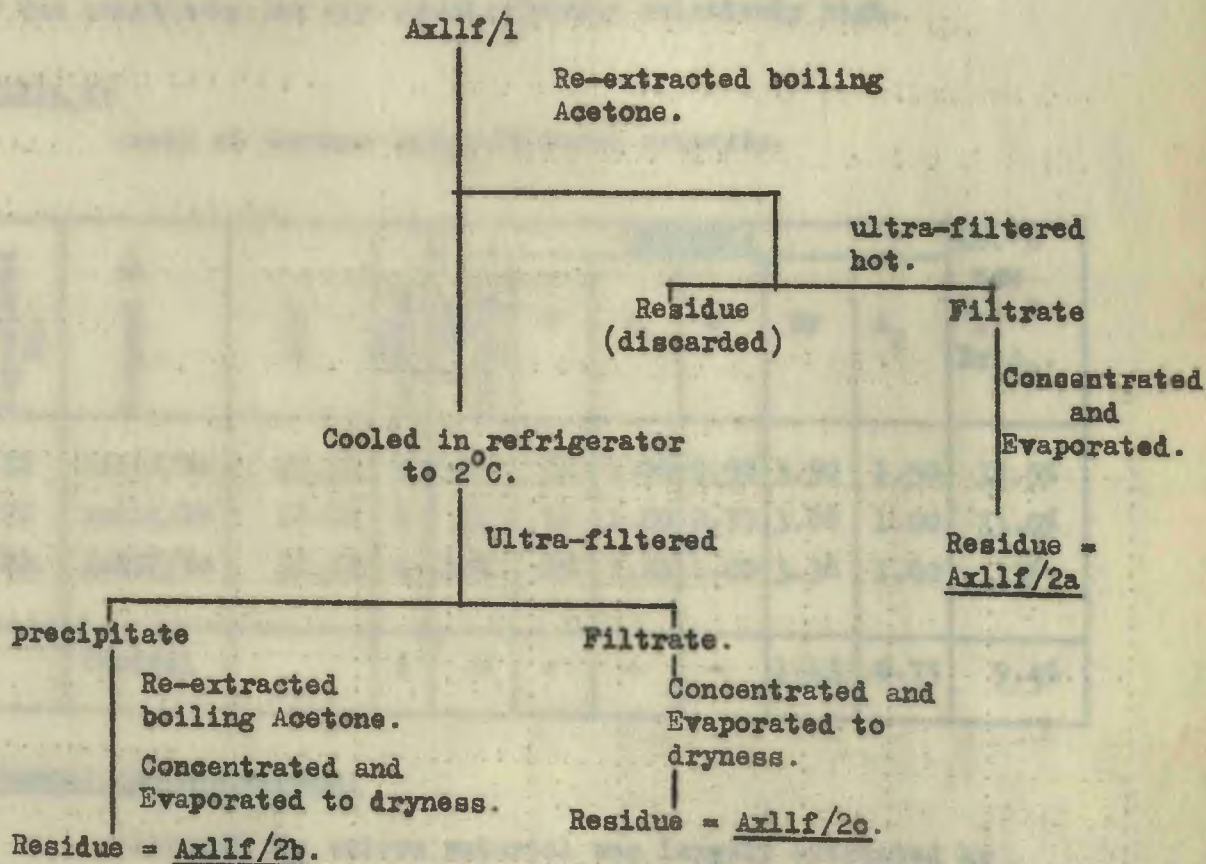 Axllf/1
Re-extracted boiling
Acetone.
ultra-filtered
hot.
Residue
(discarded)
Filtrate
Concentrated
and
Evaporated.
Residue =
Axllf/2a
Cooled in refrigerator
to 2°C.
Ultra-filtered
precipitate
Filtrate.
Re-extracted
boiling Acetone.
Concentrated and
Evaporated to dryness.
Residue = Axllf/2b.
Concentrated and
Evaporated to
dryness.
Residue = Axllf/2c.